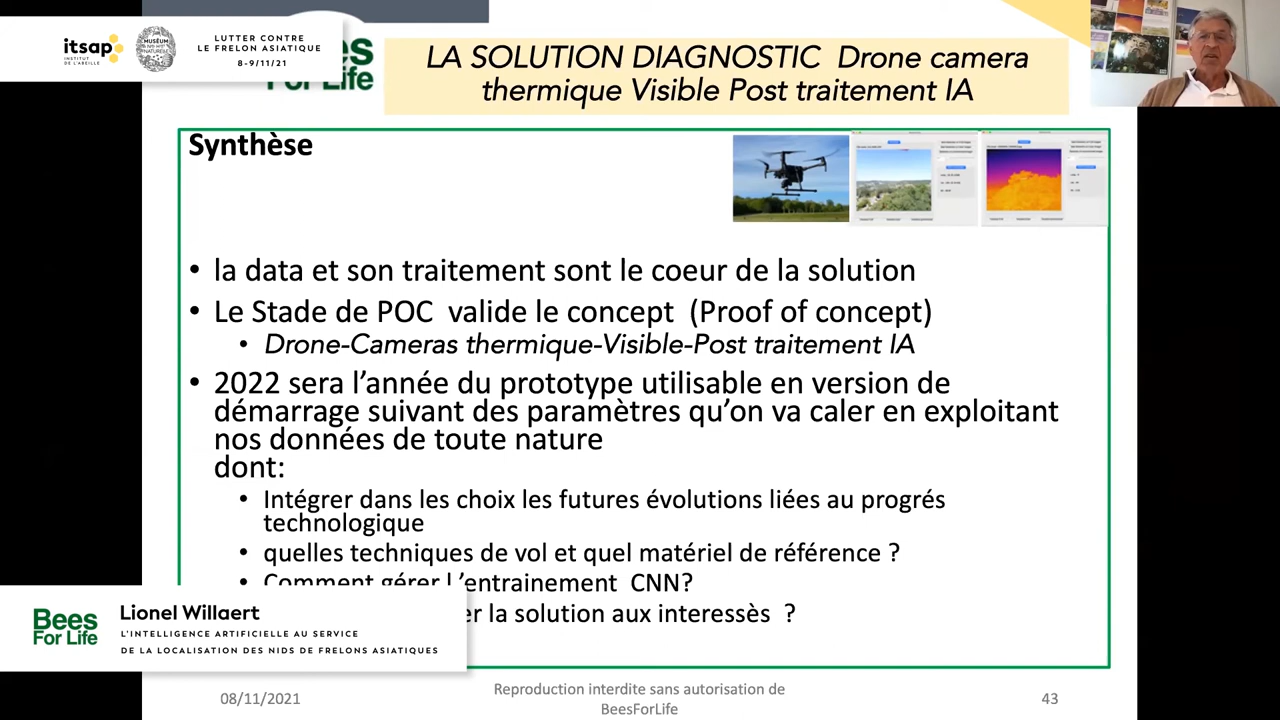 itsap
INSTITUT
DE L'ABEILLE
LUTTER CONTRE
LE FRELON ASIATIQUE
8-9/11/21
Bees
For Life
LA SOLUTION DIAGNOSTIC Drone camera
thermique Visible Post traitement IA
Synthèse
• la data et son traitement sont le coeur de la solution
• Le Stade de POC valide le concept (Proof of concept)
• Drone-Cameras thermique-Visible-Post traitement IA
• 2022 sera l'année du prototype utilisable en version de
démarrage suivant des paramètres qu'on va caler en exploitant
nos données de toute nature
dont:
• Intégrer dans les choix les futures évolutions liées au progrés
technologique
• quelles techniques de vol et quel matériel de référence ?
• Comment gérer l'entrainement CNN?
la solution aux interessès ?
Bees
For Life
Lionel Willaert
L'INTELLIGENCE ARTIFICIELLE AU SERVICE
DE LA LOCALISATION DES NIDS DE FRELONS ASIATIQUES
08/11/2021
Reproduction interdite sans autorisation de
BeesForLife
43